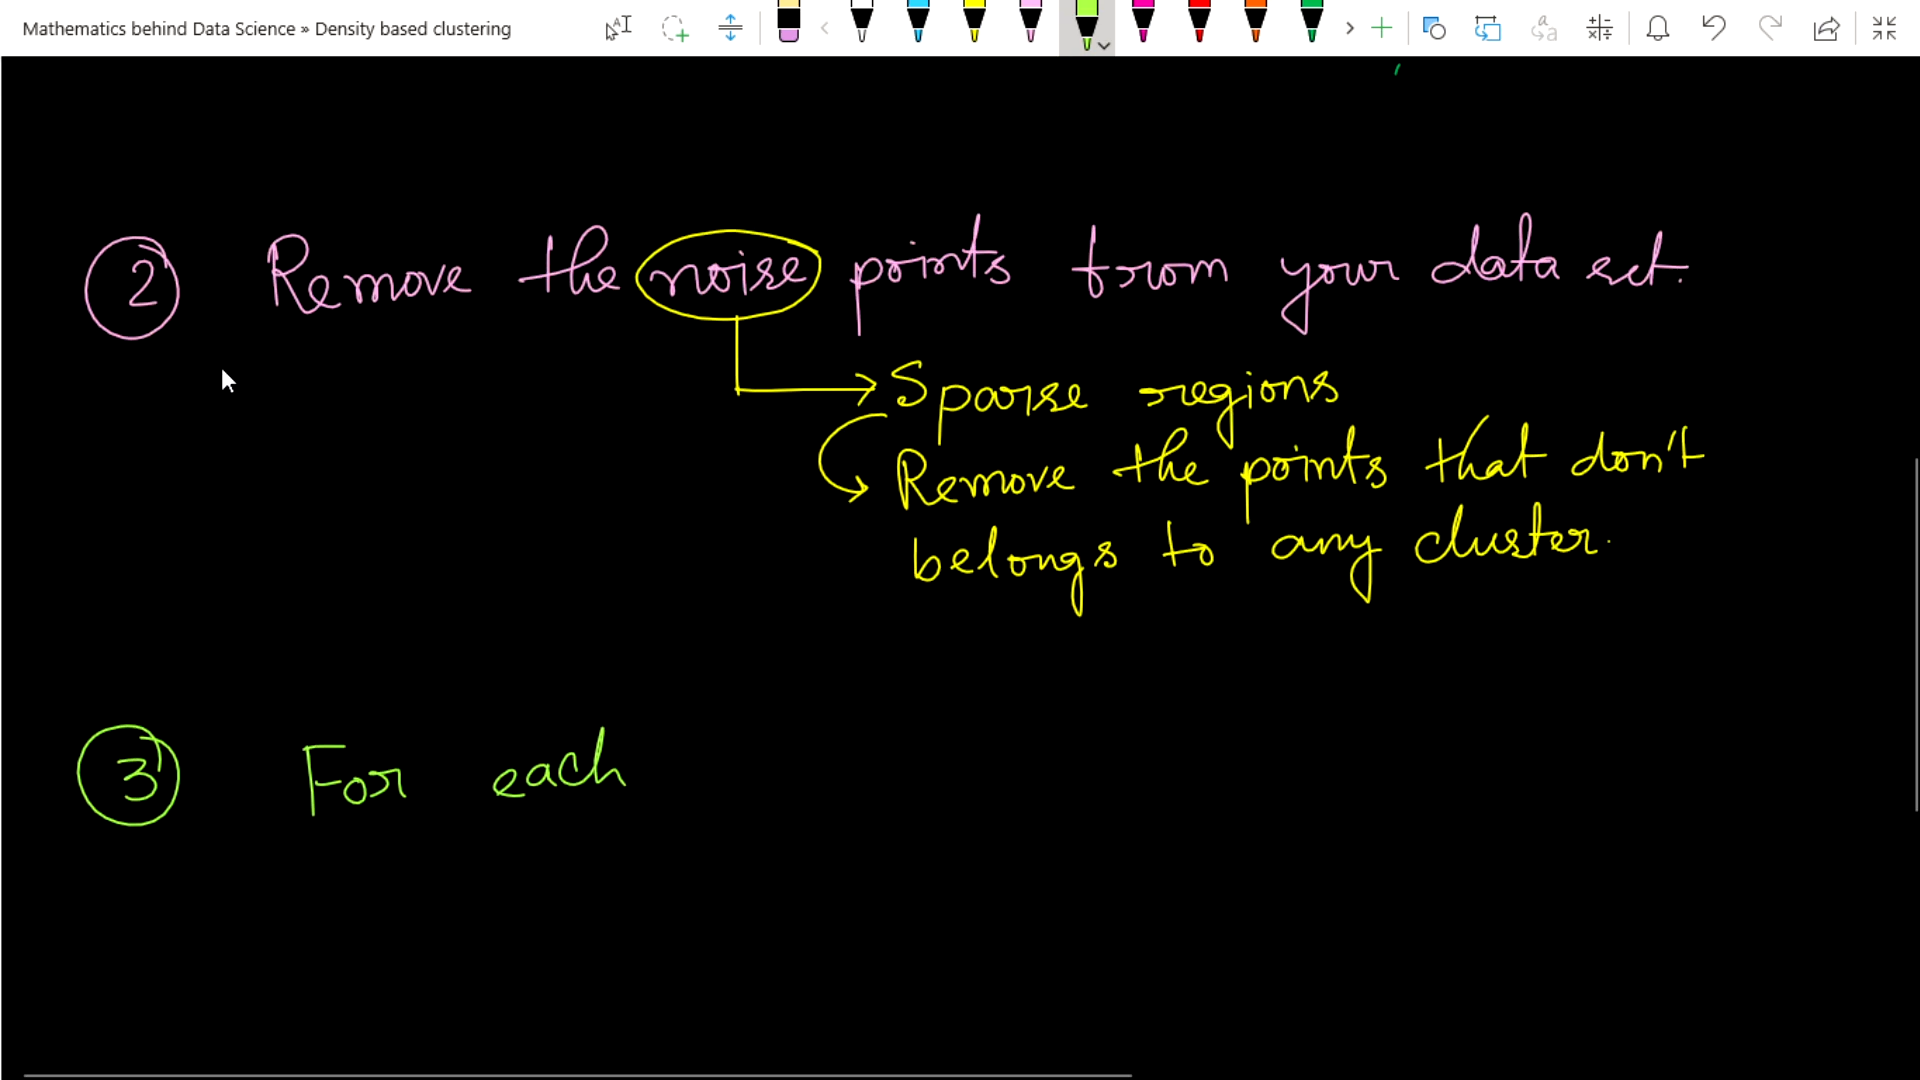 Mathematics behind Data Science » Density based clustering
② Remove the noise points from your data set.
Sparse regions
Remove the points that don't
belongs to any cluster.
③ For each